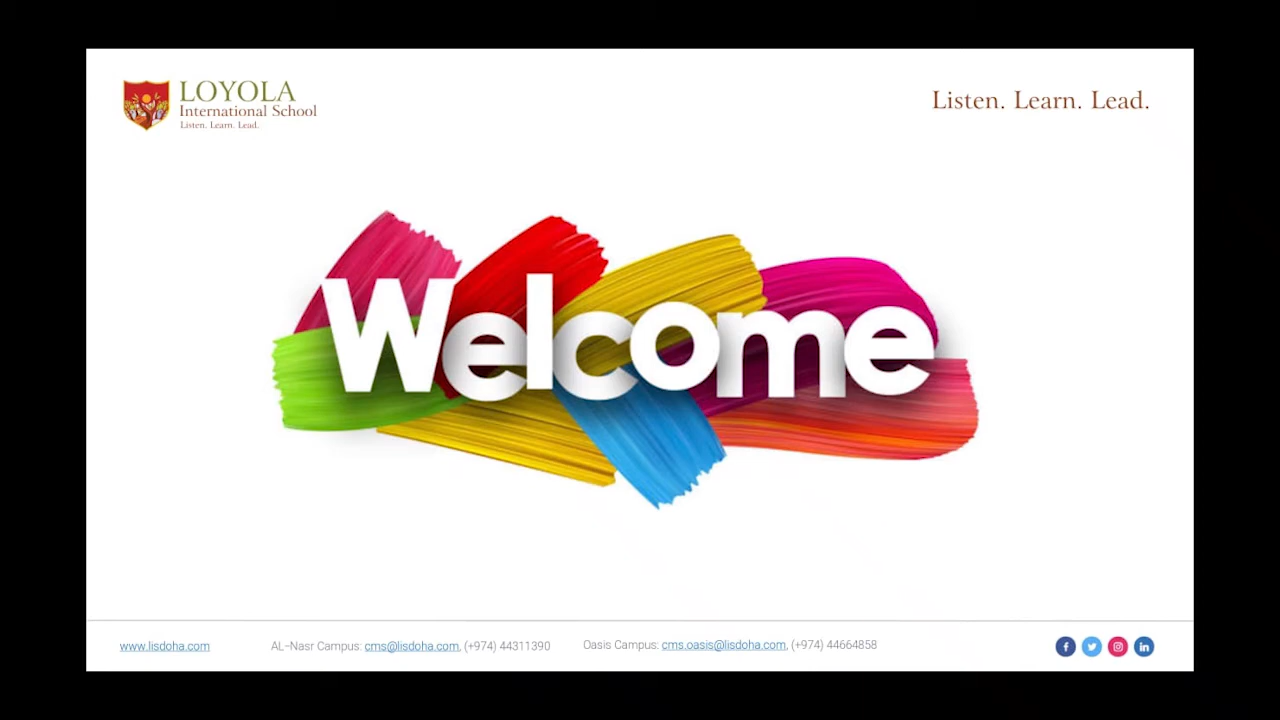 LOYOLA
International School
Listen. Learn. Lead.
Listen. Learn. Lead.
Welcome
www.lisdoha.com
AL-Nasr Campus: cms@lisdoha.com, (+974) 44311390
Oasis Campus: cms.oasis@lisdoha.com, (+974) 44664858